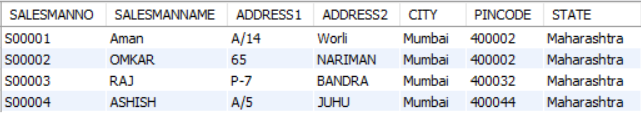 SALESMANNO SALESMANNAME ADDRESS1 ADDRESS2 CITY PINCODE STATE
S00001 Aman A/14 Worli Mumbai 400002 Maharashtra
S00002 OMKAR 65 NARIMAN Mumbai 400002 Maharashtra
S00003 RAJ P-7 BANDRA Mumbai 400032 Maharashtra
S00004 ASHISH A/5 JUHU Mumbai 400044 Maharashtra